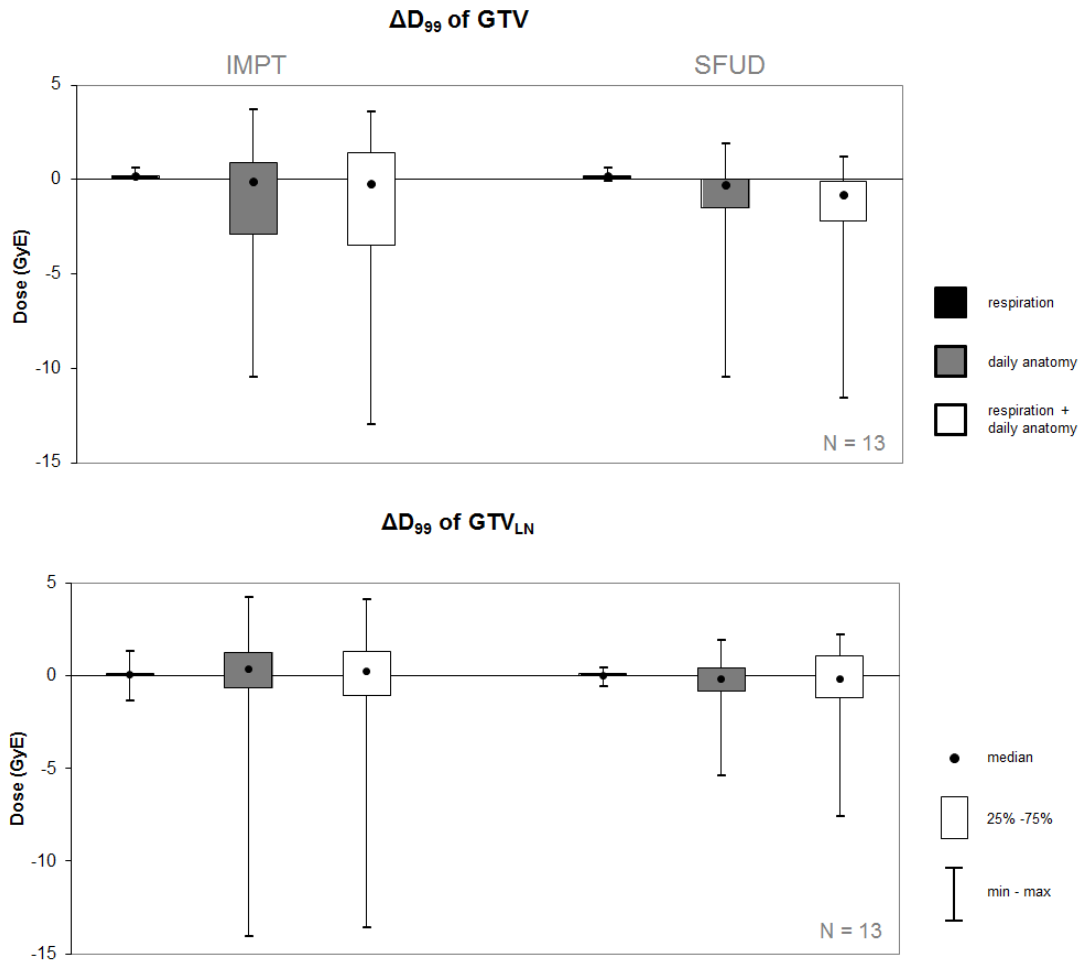 ΔD99 of GTV
IMPT SFUD
5
0
-5
-10
-15
Dose (GyE)
N = 13
respiration
daily anatomy
respiration +
daily anatomy
ΔD99 of GTVLN
5
0
-5
-10
-15
Dose (GyE)
N = 13
median
25% -75%
min - max